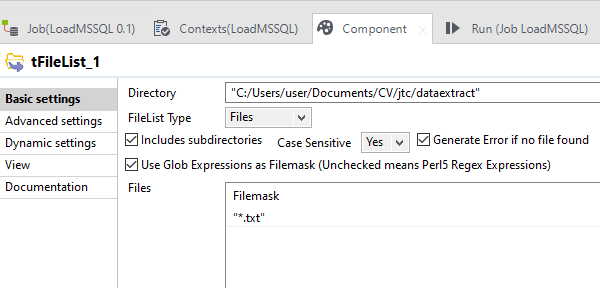 Job(LoadMSSQL 0.1) Contexts(LoadMSSQL) Component Run (Job LoadMSSQL)
tFileList_1
Basic settings
Advanced settings
Dynamic settings
View
Documentation
Directory "C:/Users/user/Documents/CV/jtc/dataextract"
FileList Type Files
Includes subdirectories Case Sensitive Yes Generate Error if no file found
Use Glob Expressions as Filemask (Unchecked means Perl5 Regex Expressions)
Files Filemask
"*.txt"